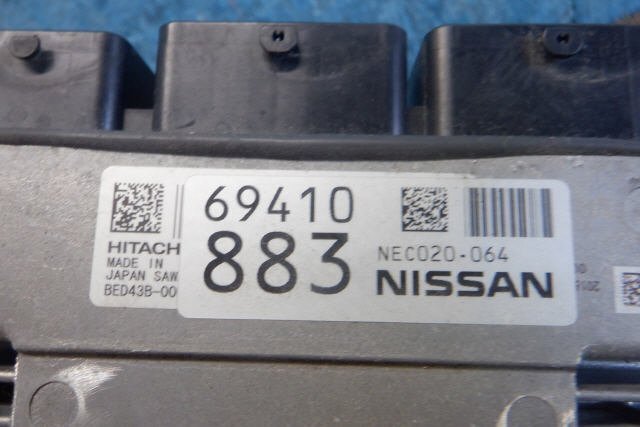 69410
883
NEC020-064
NISSAN
HITACH
MADE IN
JAPAN SAW
BED43B-00